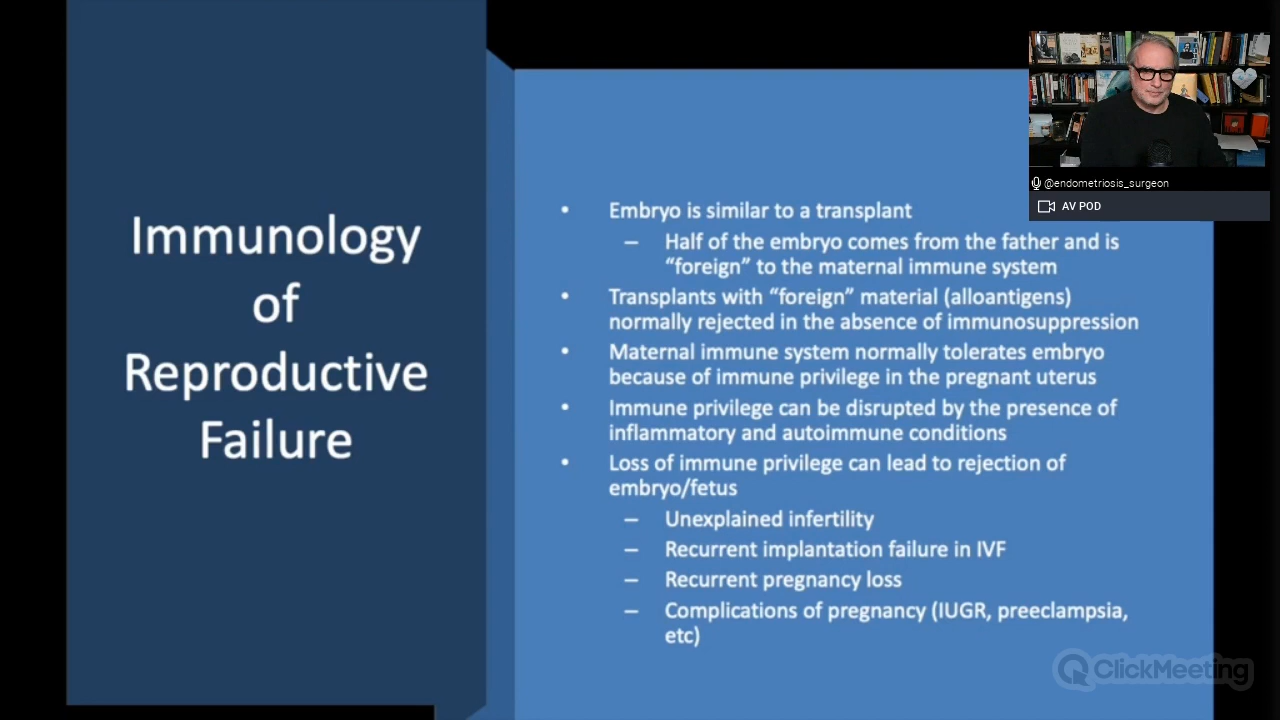 Immunology
of
Reproductive
Failure
• Embryo is similar to a transplant
– Half of the embryo comes from the father and is
“foreign” to the maternal immune system
• Transplants with “foreign” material (alloantigens)
normally rejected in the absence of immunosuppression
• Maternal immune system normally tolerates embryo
because of immune privilege in the pregnant uterus
• Immune privilege can be disrupted by the presence of
inflammatory and autoimmune conditions
• Loss of immune privilege can lead to rejection of
embryo/fetus
– Unexplained infertility
– Recurrent implantation failure in IVF
– Recurrent pregnancy loss
– Complications of pregnancy (IUGR, preeclampsia,
etc)
@endometriosis_surgeon
AV POD
ClickMeeting